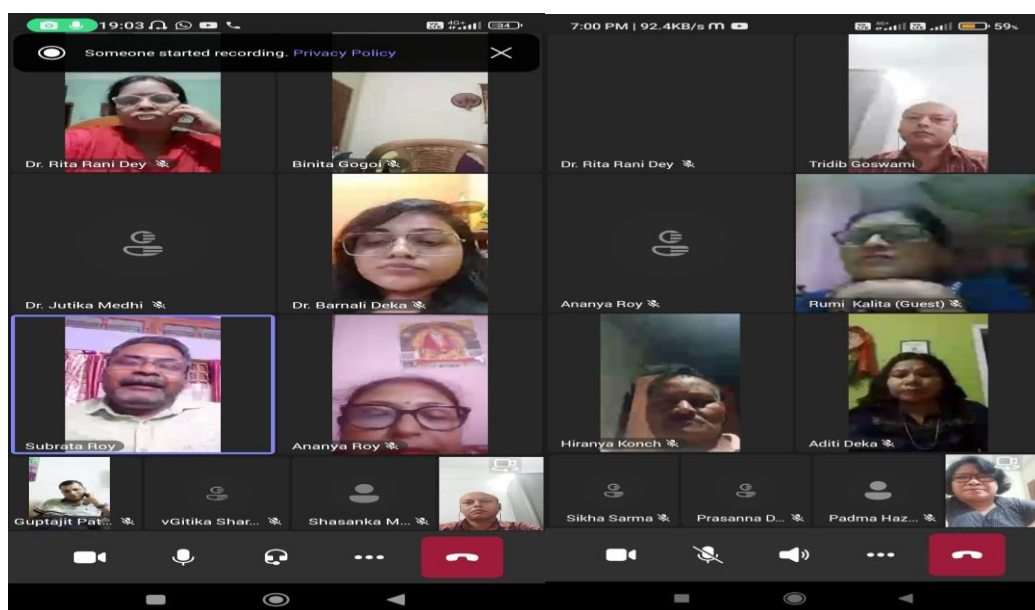 19:03
4G+
34
Someone started recording. Privacy Policy
Dr. Rita Rani Dey
Binita Gogoi
Dr. Jutika Medhi
Dr. Barnali Deka
Subrata Roy
Ananya Roy
Guptajit Pat...
vGitika Shar...
Shasanka M...
7:00 PM | 92.4KB/s
59%
Dr. Rita Rani Dey
Tridib Goswami
Ananya Roy
Rumi Kalita (Guest)
Hiranya Konch
Aditi Deka
Sikha Sarma
Prasanna D...
Padma Haz...